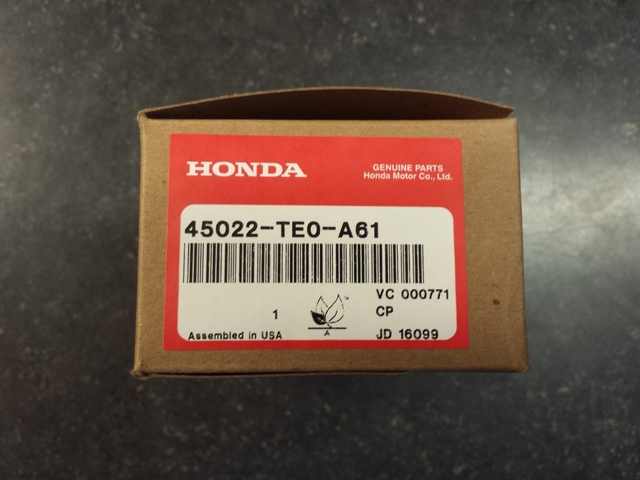 HONDA
GENUINE PARTS
Honda Motor Co., Ltd.
45022-TE0-A61
VC 000771
1
CP
Assembled in USA
JD 16099
A